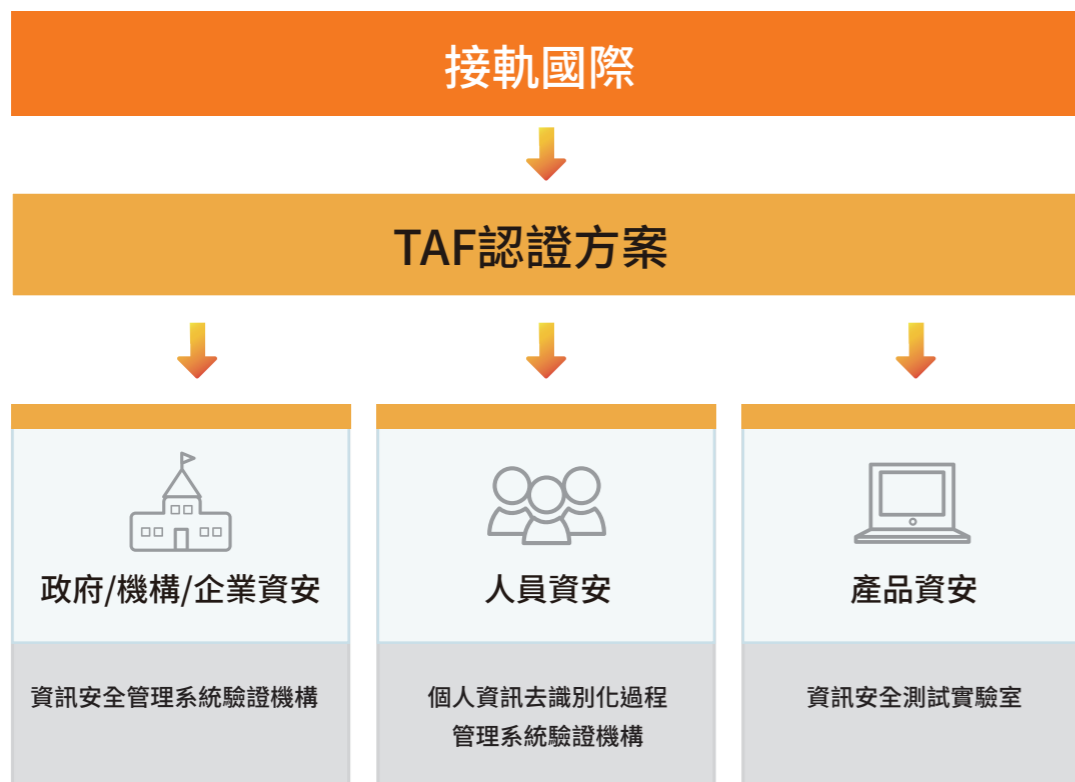 接軌國際
TAF認證方案
政府/機構/企業資安
人員資安
產品資安
資訊安全管理系統驗證機構
個人資訊去識別化過程
管理系統驗證機構
資訊安全測試實驗室